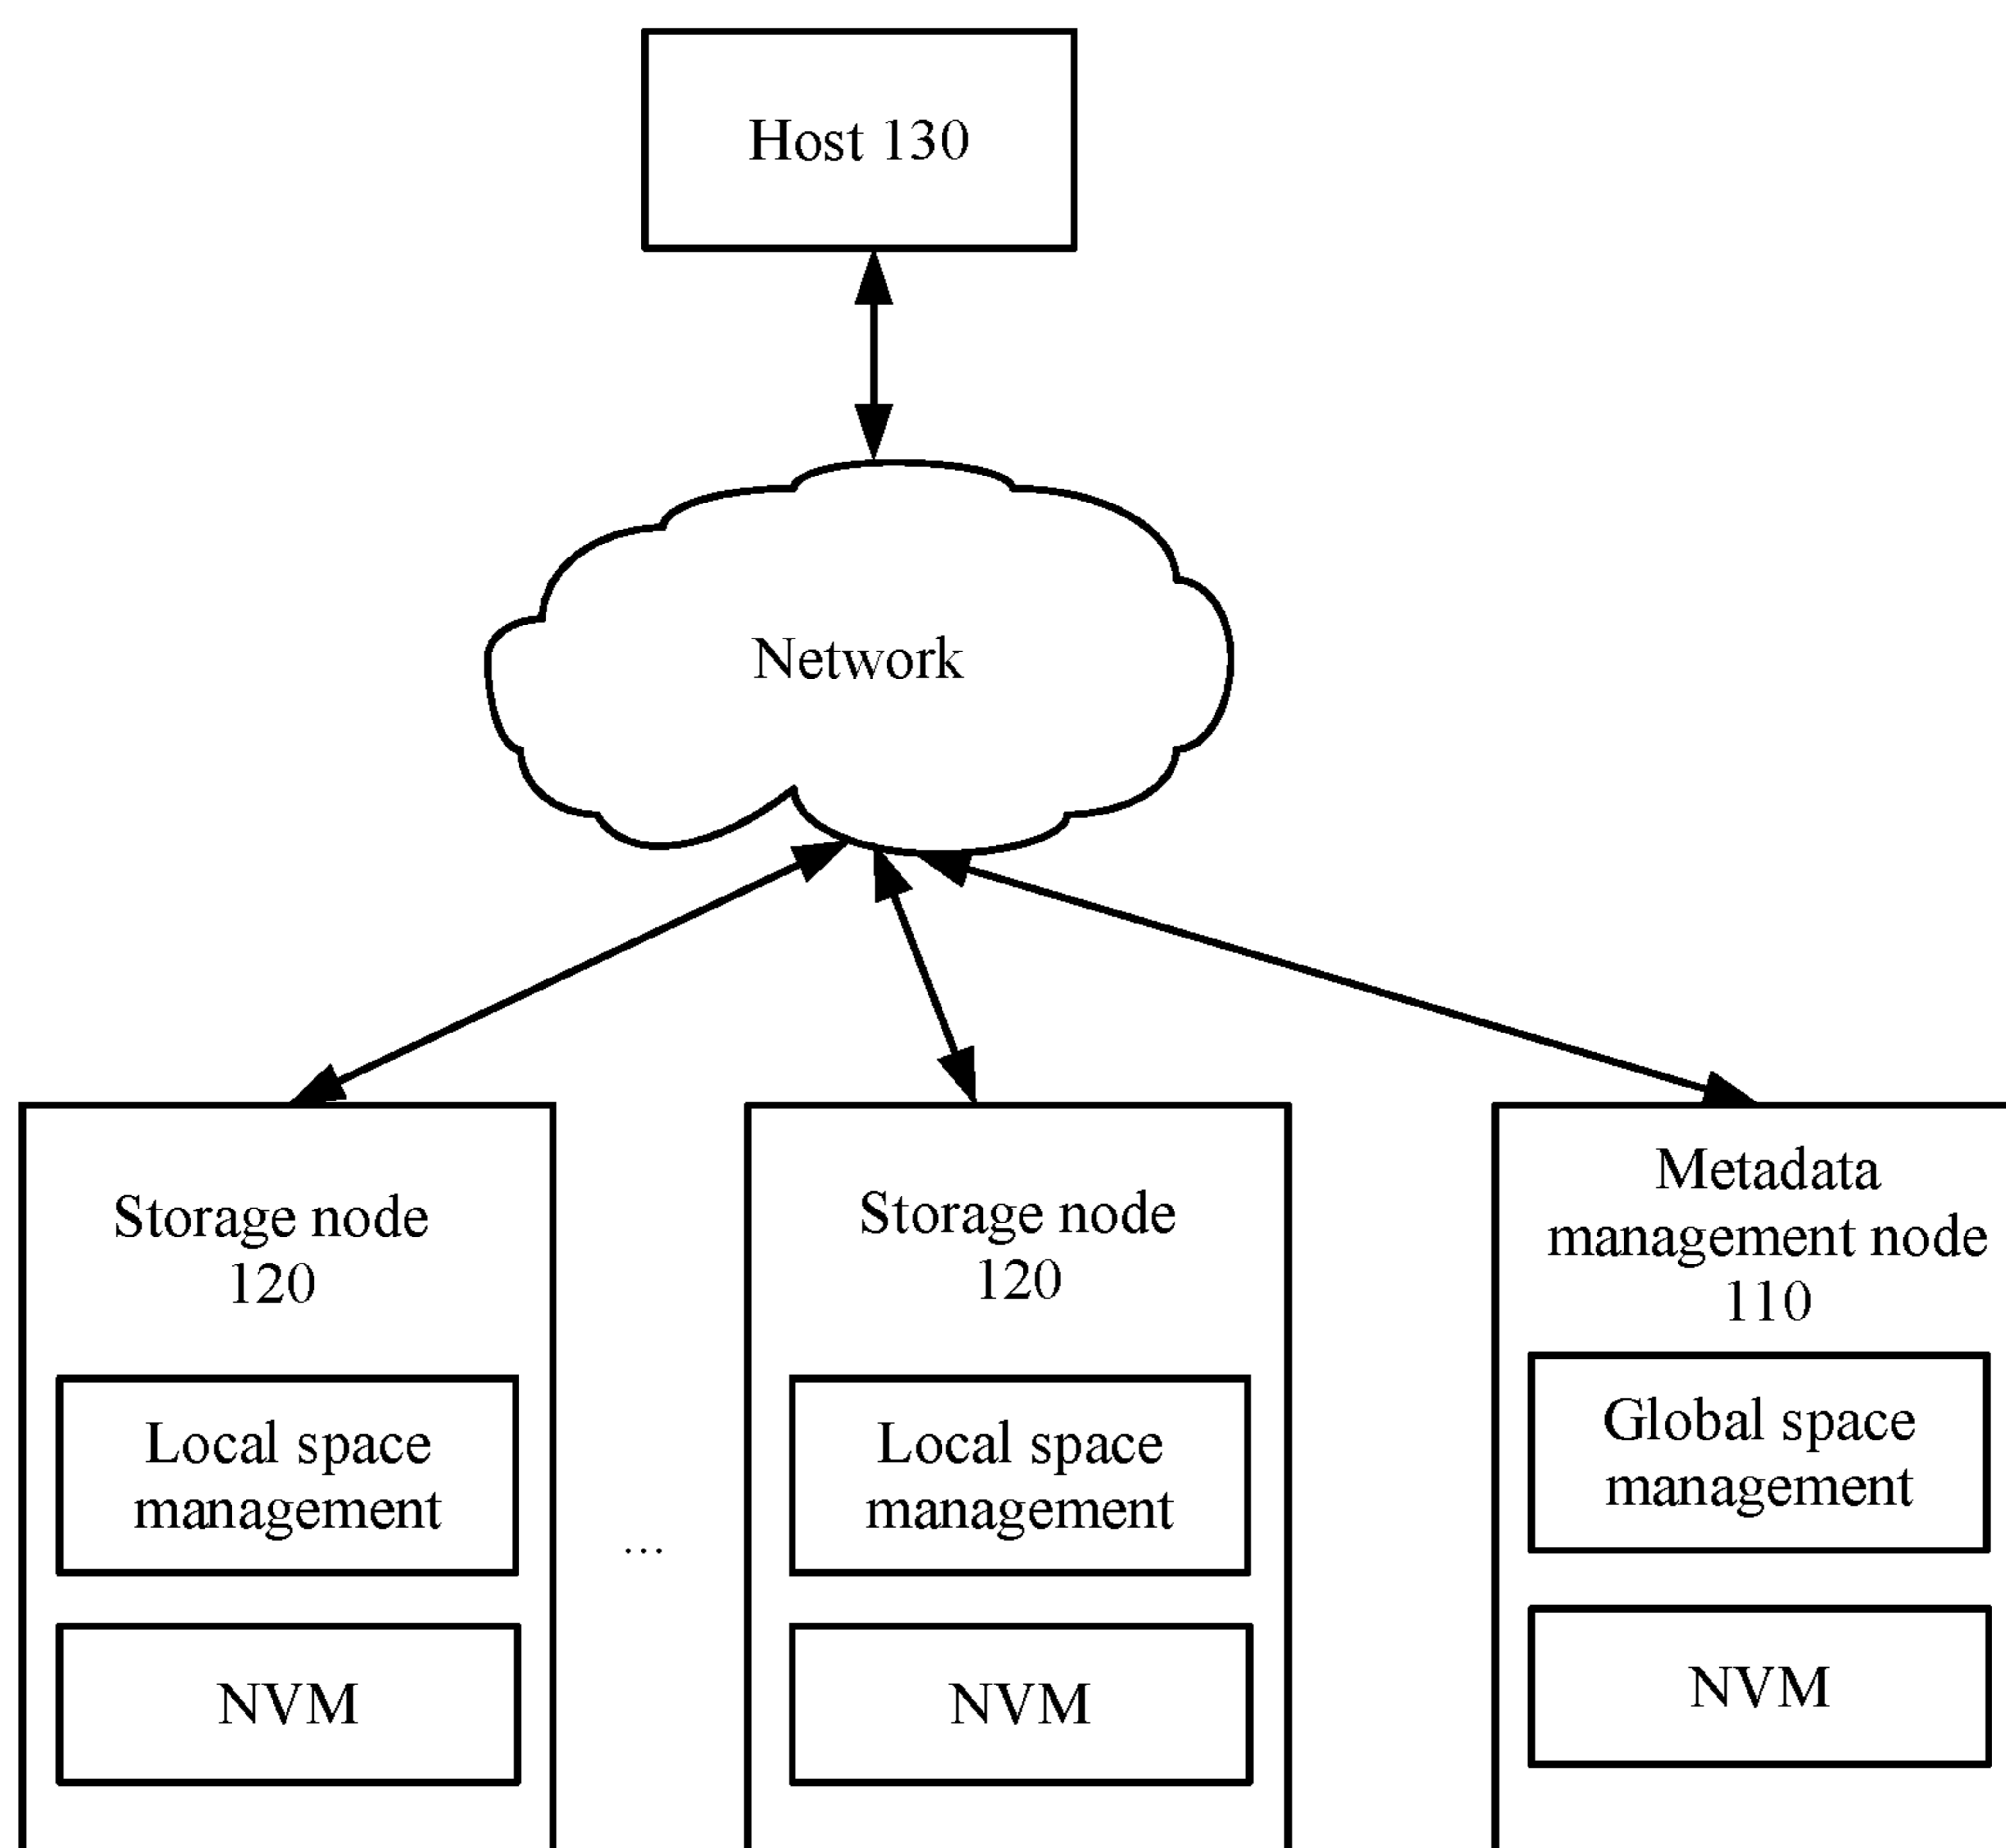 Host 130
Network
Storage node
120
Local space
management
NVM
...
Storage node
120
Local space
management
NVM
Metadata
management node
110
Global space
management
NVM